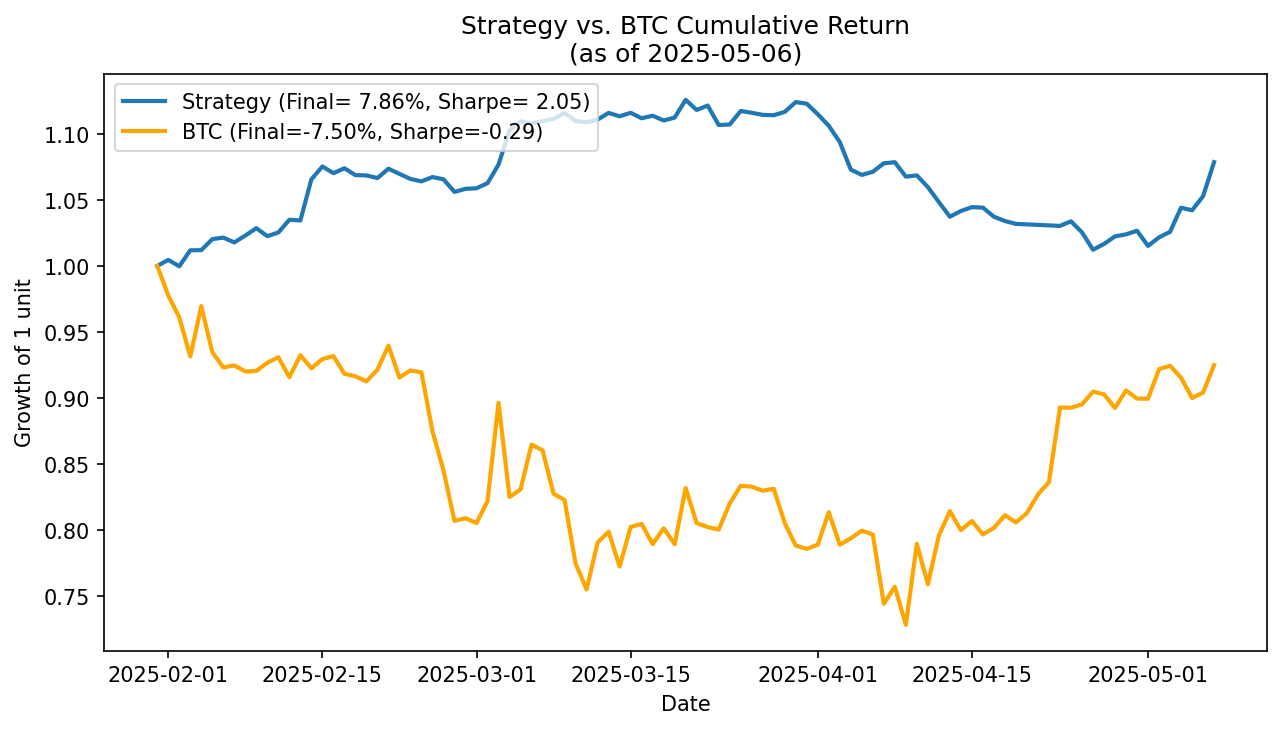 Strategy vs. BTC Cumulative Return
(as of 2025-05-06)
Strategy (Final= 7.86%, Sharpe= 2.05)
BTC (Final=-7.50%, Sharpe=-0.29)
Growth of 1 unit
1.10
1.05
1.00
0.95
0.90
0.85
0.80
0.75
2025-02-01 2025-02-15 2025-03-01 2025-03-15 2025-04-01 2025-04-15 2025-05-01
Date